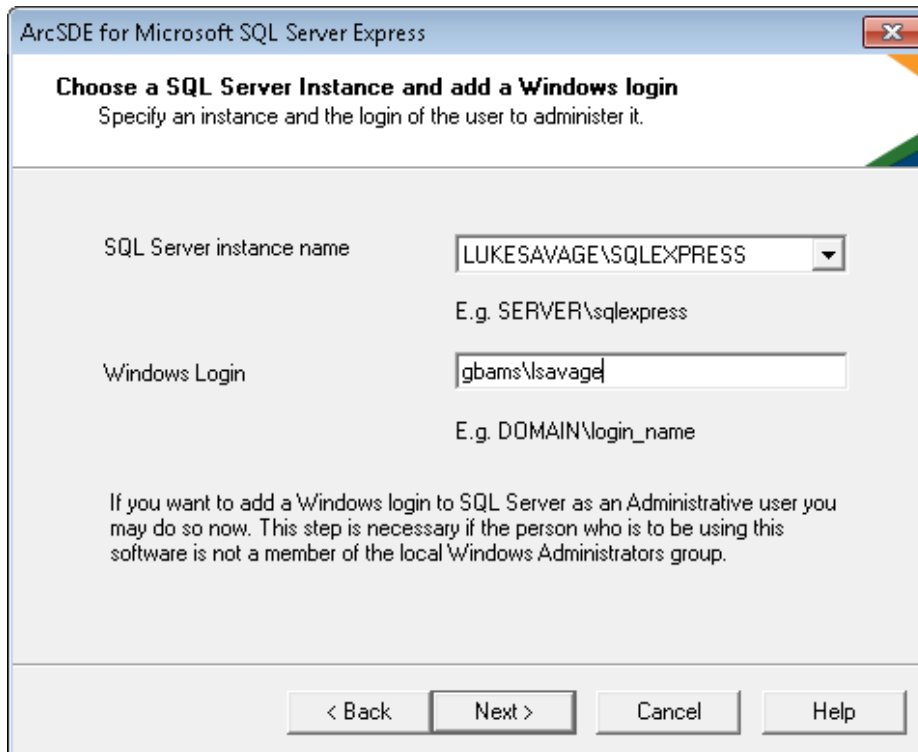 ArcSDE for Microsoft SQL Server Express
Choose a SQL Server Instance and add a Windows login
Specify an instance and the login of the user to administer it.
SQL Server instance name
LUKESAVAGE\SQLEXPRESS
E.g. SERVER\sqlexpress
Windows Login
gbams\lsavage
E.g. DOMAIN\login_name
If you want to add a Windows login to SQL Server as an Administrative user you
may do so now. This step is necessary if the person who is to be using this
software is not a member of the local Windows Administrators group.
< Back Next > Cancel Help